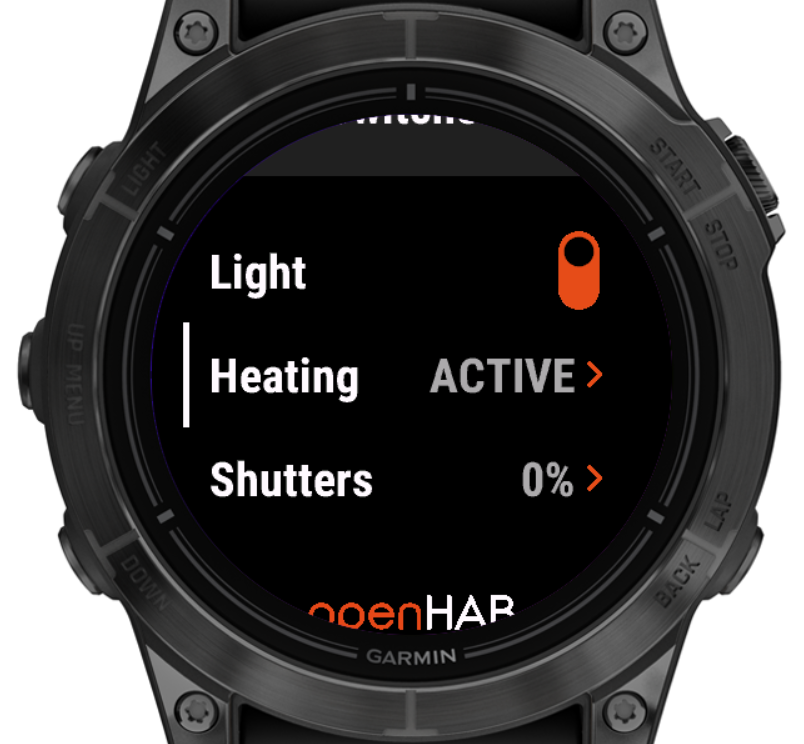 LIGHT
START
STOP
Light
Heating ACTIVE
UP MENU
Shutters 0%
LAP
DOWN
BACK
openHAB
GARMIN